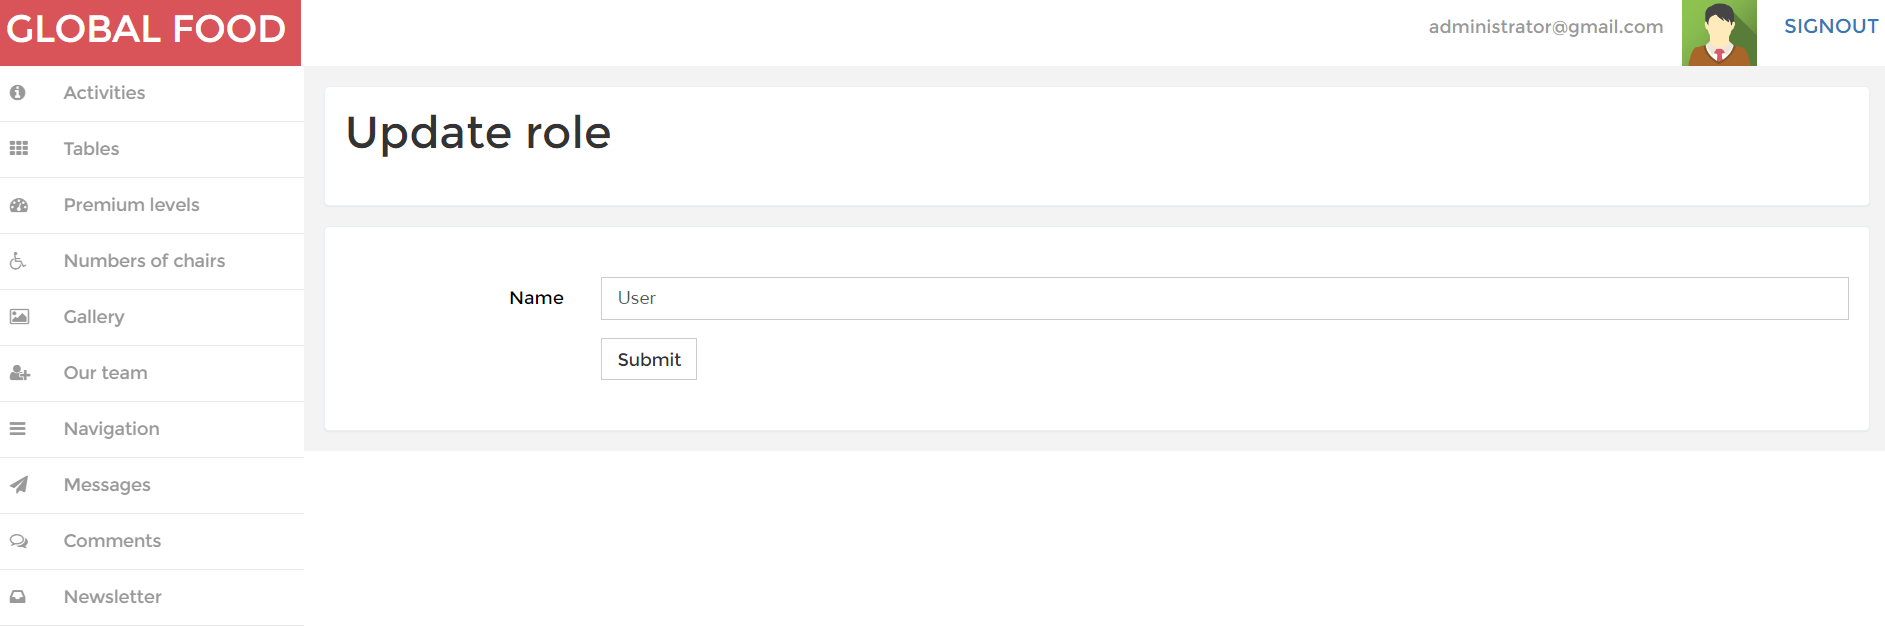 GLOBAL FOOD
administrator@gmail.com
SIGNOUT
Activities
Tables
Premium levels
Numbers of chairs
Gallery
Our team
Navigation
Messages
Comments
Newsletter
Update role
Name
User
Submit